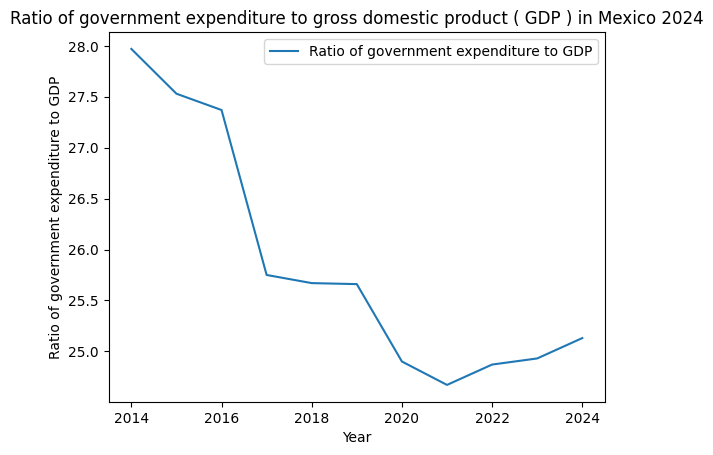 Ratio of government expenditure to gross domestic product ( GDP ) in Mexico 2024
Ratio of government expenditure to GDP
Ratio of government expenditure to GDP
28.0
27.5
27.0
26.5
26.0
25.5
25.0
2014 2016 2018 2020 2022 2024
Year